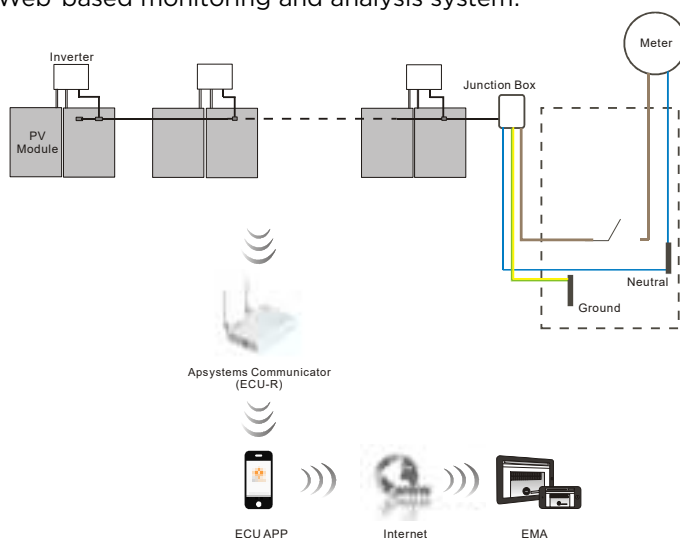 Web-based monitoring and analysis system.
Inverter
Meter
Junction Box
PV
Module
Neutral
Ground
Apsystems Communicator
(ECU-R)
ECU APP
Internet
EMA